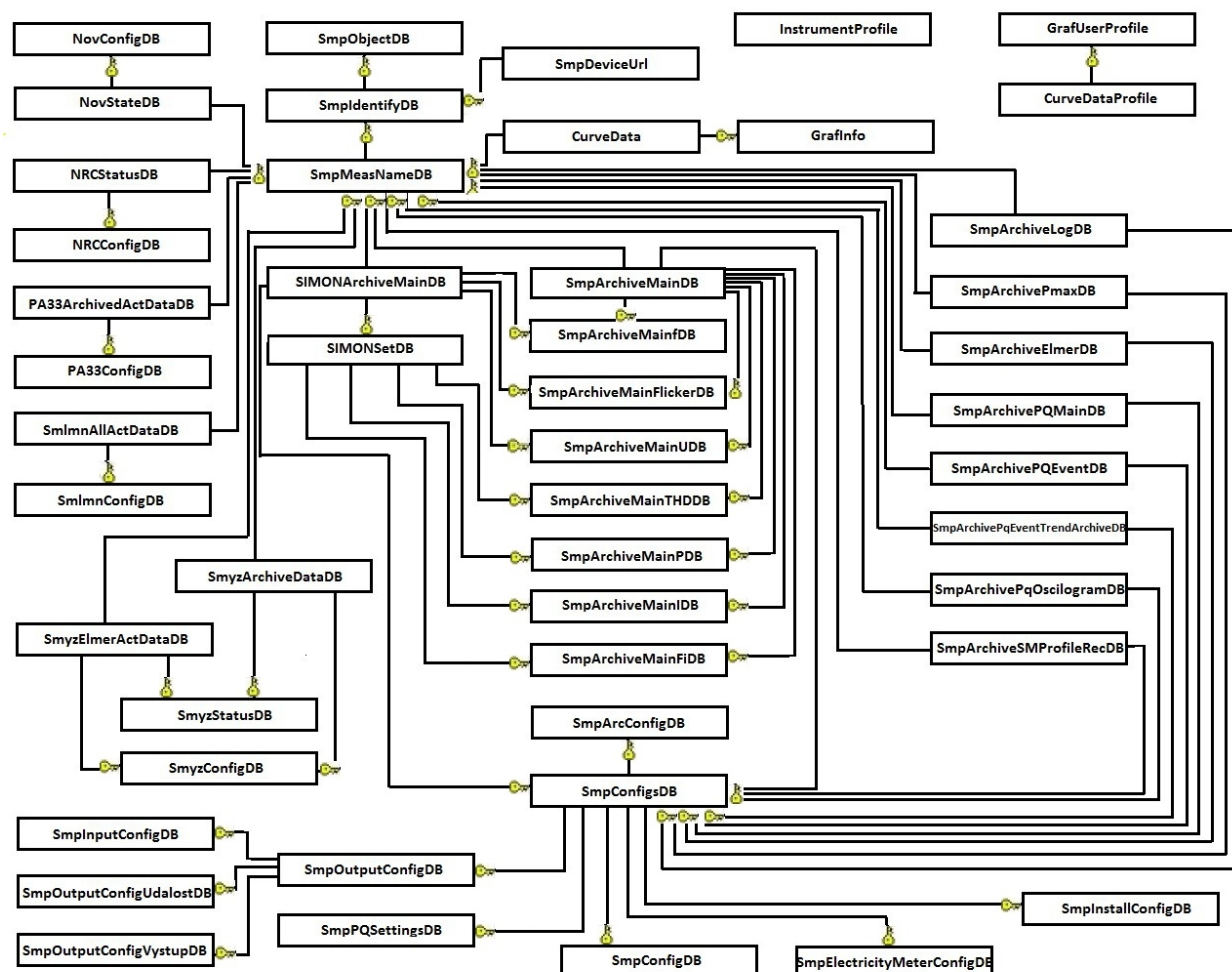 NovConfigDB
SmpObjectDB
InstrumentProfile
GrafUserProfile
SmpDeviceUrl
NovStateDB
SmpIdentifyDB
CurveDataProfile
CurveData
GrafInfo
NRCStatusDB
SmpMeasNameDB
NRCConfigDB
SmpArchiveLogDB
SIMONArchiveMainDB
SmpArchiveMainDB
SmpArchivePmaxDB
PA33ArchivedActDataDB
SmpArchiveMainfDB
SIMONSetDB
SmpArchiveElmerDB
PA33ConfigDB
SmpArchiveMainFlickerDB
SmpArchivePQMainDB
SmlmnAllActDataDB
SmpArchiveMainUDB
SmpArchivePQEventDB
SmlmnConfigDB
SmpArchiveMainTHDDB
SmpArchivePqEventTrendArchiveDB
SmpArchiveMainPDB
SmyzArchiveDataDB
SmpArchivePqOscilogramDB
SmpArchiveMainIDB
SmyzElmerActDataDB
SmpArchiveSMProfileRecDB
SmpArchiveMainFiDB
SmyzStatusDB
SmpArcConfigDB
SmyzConfigDB
SmpConfigsDB
SmpInputConfigDB
SmpOutputConfigDB
SmpOutputConfigUdalostDB
SmpInstallConfigDB
SmpPQSettingsDB
SmpOutputConfigVystupDB
SmpConfigDB
SmpElectricityMeterConfigDB